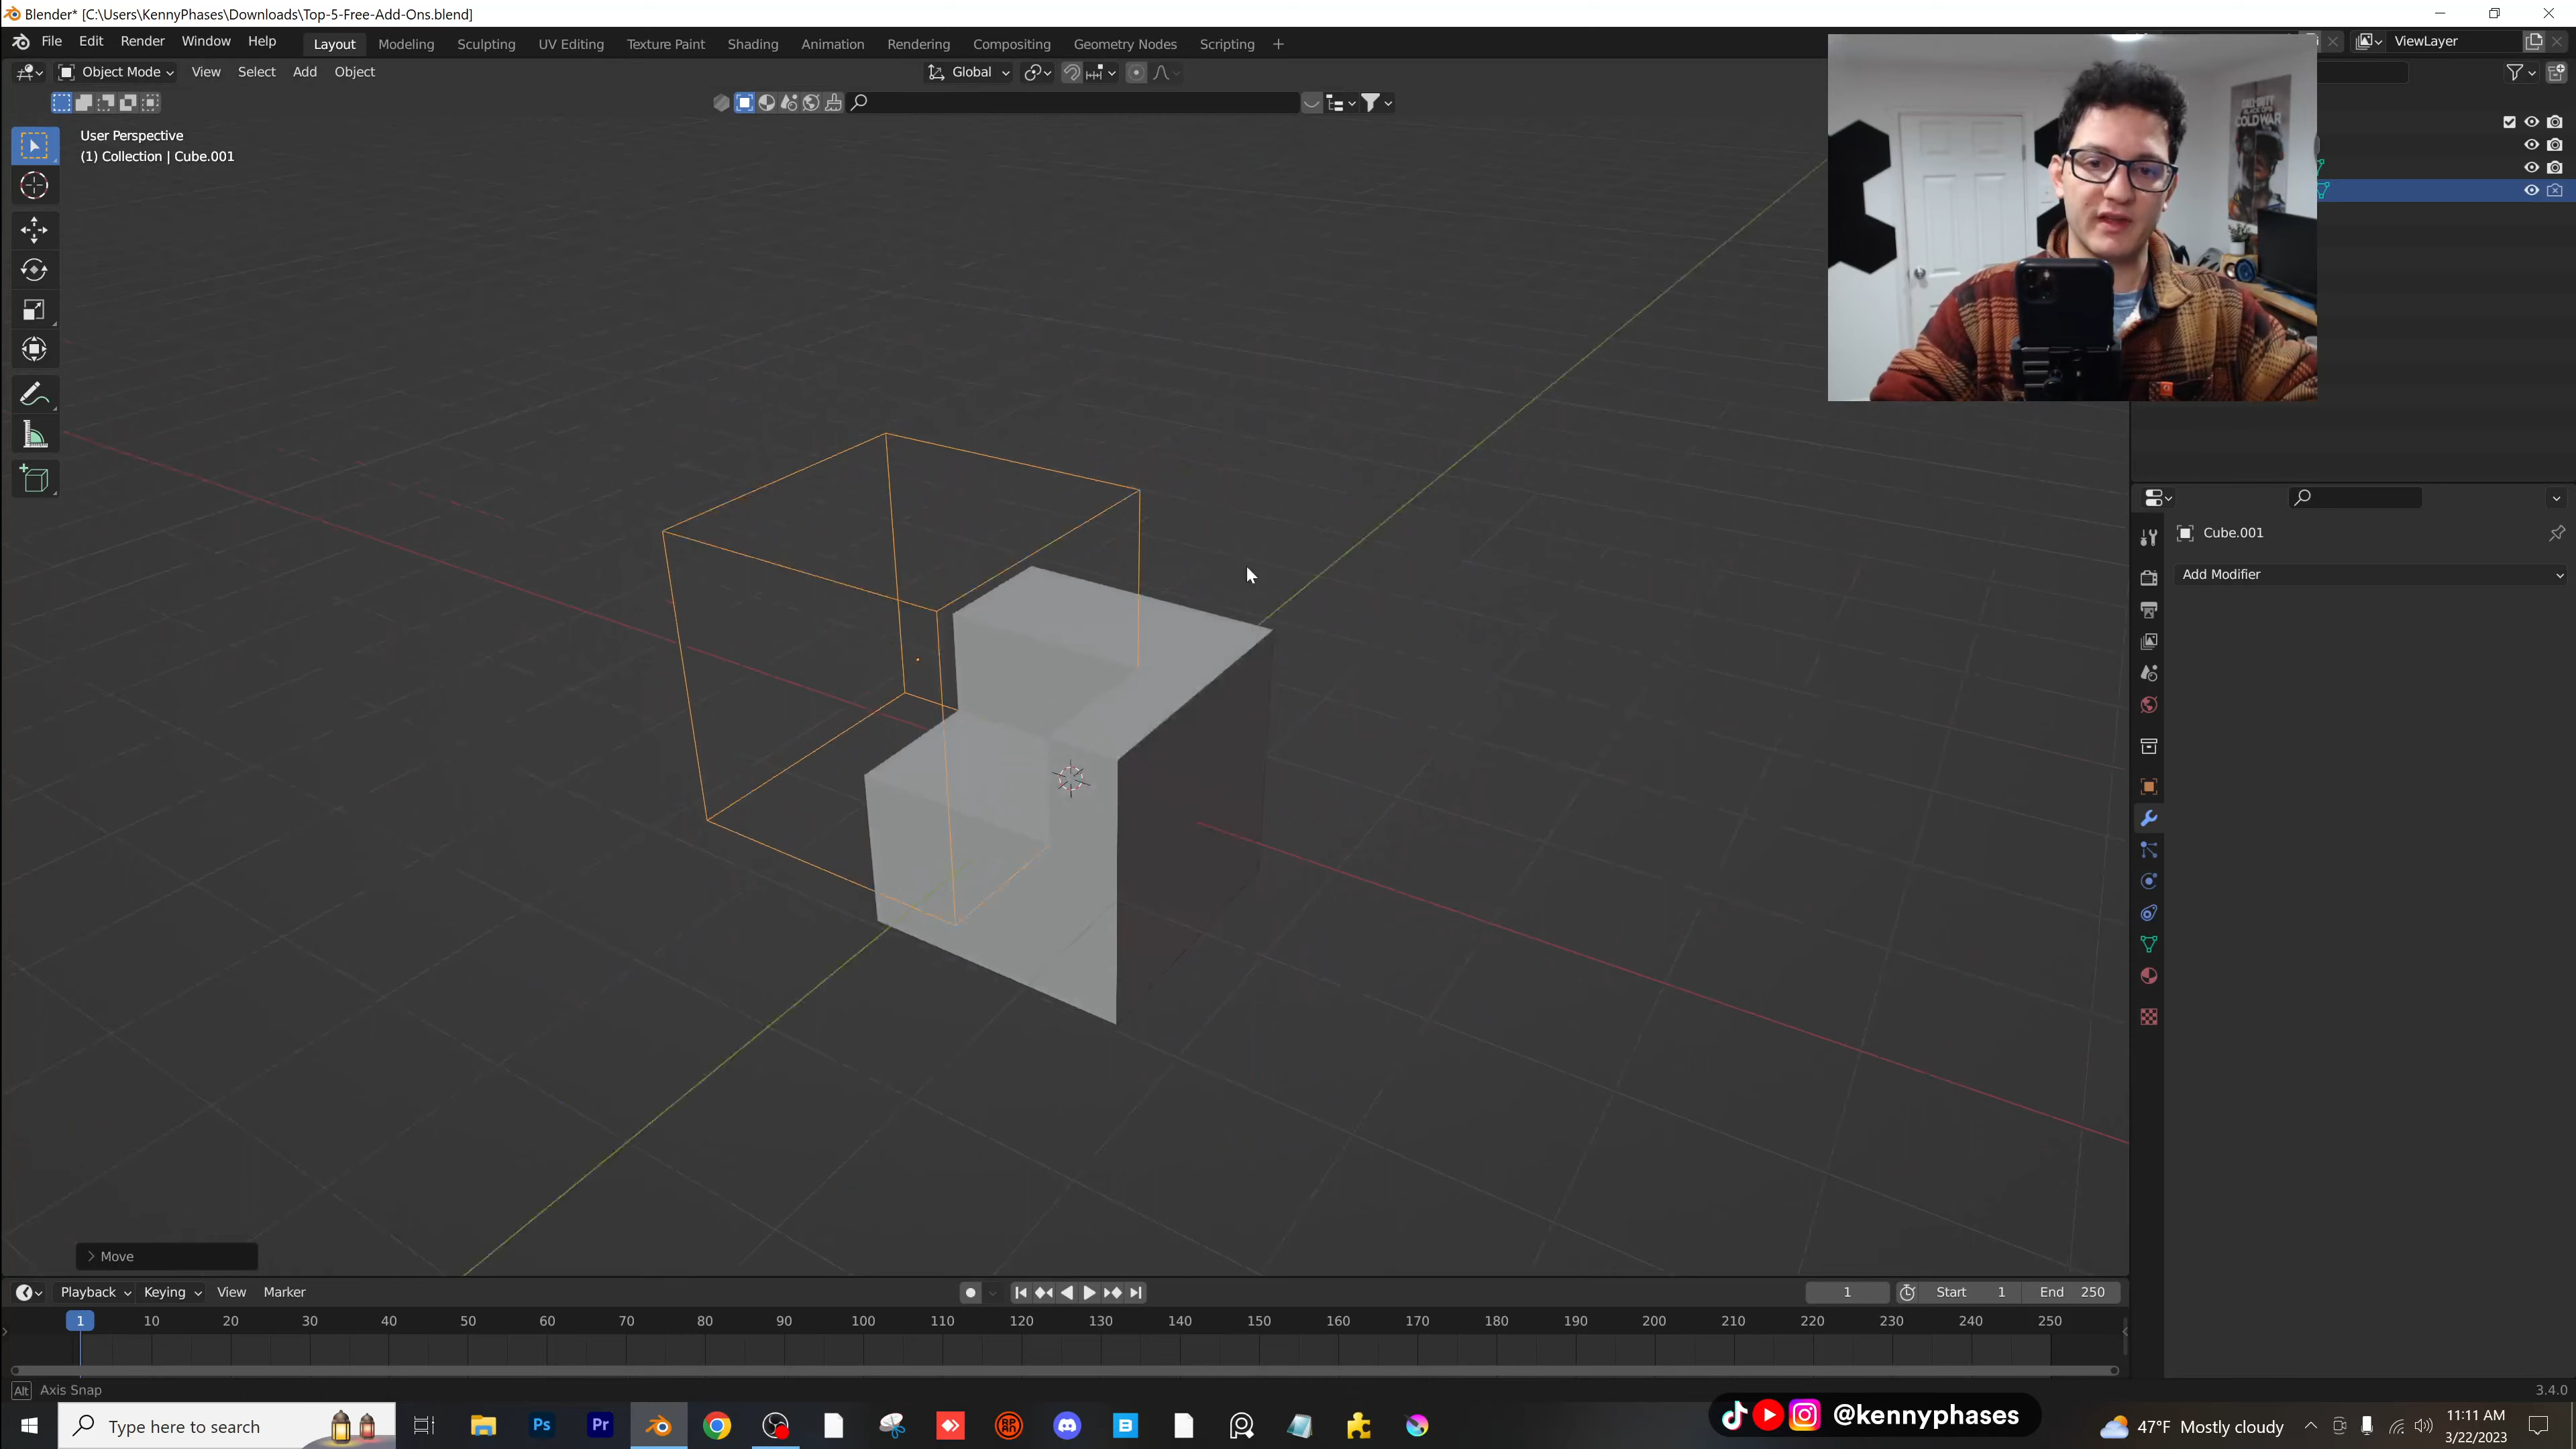 Blender* [C:\Users\KennyPhases\Downloads\Top-5-Free-Add-Ons.blend]
File Edit Render Window Help Layout Modeling Sculpting UV Editing Texture Paint Shading Animation Rendering Compositing Geometry Nodes Scripting + ViewLayer
Object Mode View Select Add Object Global
User Perspective
(1) Collection | Cube.001
COLD WAR
Cube.001
Add Modifier
Move
Playback Keying View Marker 1 Start 1 End 250
1 10 20 30 40 50 60 70 80 90 100 110 120 130 140 150 160 170 180 190 200 210 220 230 240 250
Alt Axis Snap 3.4.0
Type here to search Ps Pr B @kennyphases 47°F Mostly cloudy 11:11 AM
3/22/2023